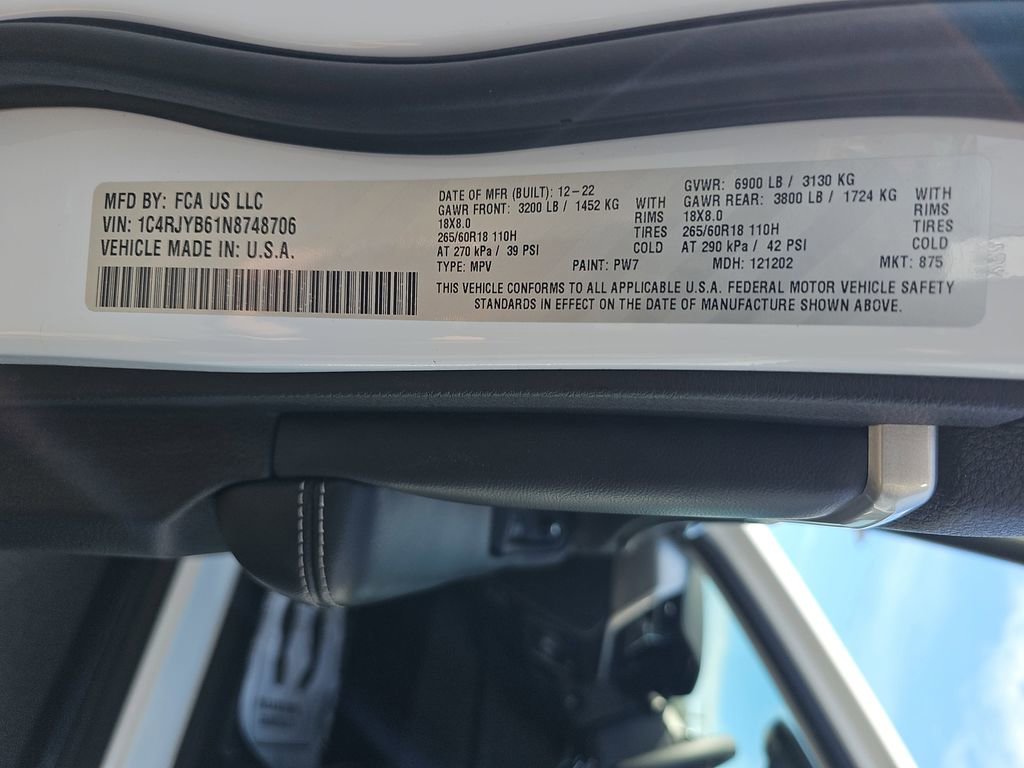 MFD BY: FCA US LLC
VIN: 1C4RJYB61N8748706
VEHICLE MADE IN: U.S.A.
DATE OF MFR (BUILT): 12-22
GAWR FRONT: 3200 LB / 1452 KG WITH
18X8.0 RIMS
265/60R18 110H TIRES
AT 270 kPa / 39 PSI COLD
GVWR: 6900 LB / 3130 KG
GAWR REAR: 3800 LB / 1724 KG WITH
18X8.0 RIMS
265/60R18 110H TIRES
AT 290 kPa / 42 PSI COLD
TYPE: MPV PAINT: PW7 MDH: 121202 MKT: 875
THIS VEHICLE CONFORMS TO ALL APPLICABLE U.S.A. FEDERAL MOTOR VEHICLE SAFETY
STANDARDS IN EFFECT ON THE DATE OF MANUFACTURE SHOWN ABOVE.